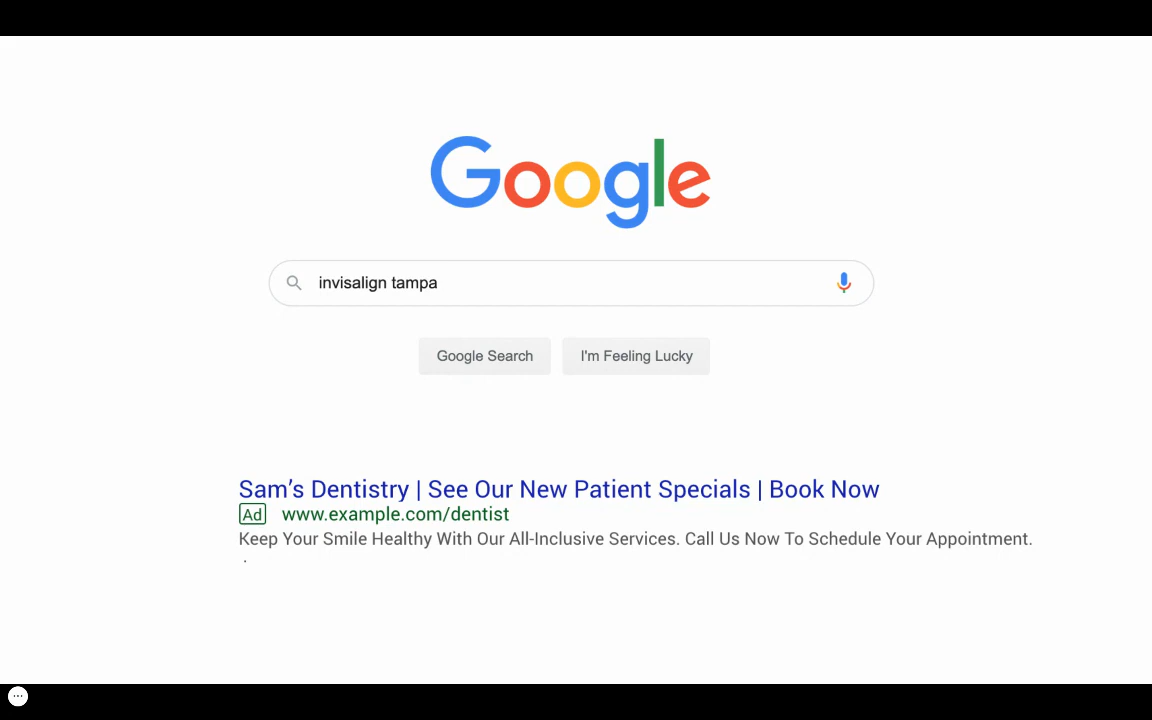 Google
invisalign tampa
Google Search I'm Feeling Lucky
Sam’s Dentistry | See Our New Patient Specials | Book Now
Ad www.example.com/dentist
Keep Your Smile Healthy With Our All-Inclusive Services. Call Us Now To Schedule Your Appointment.